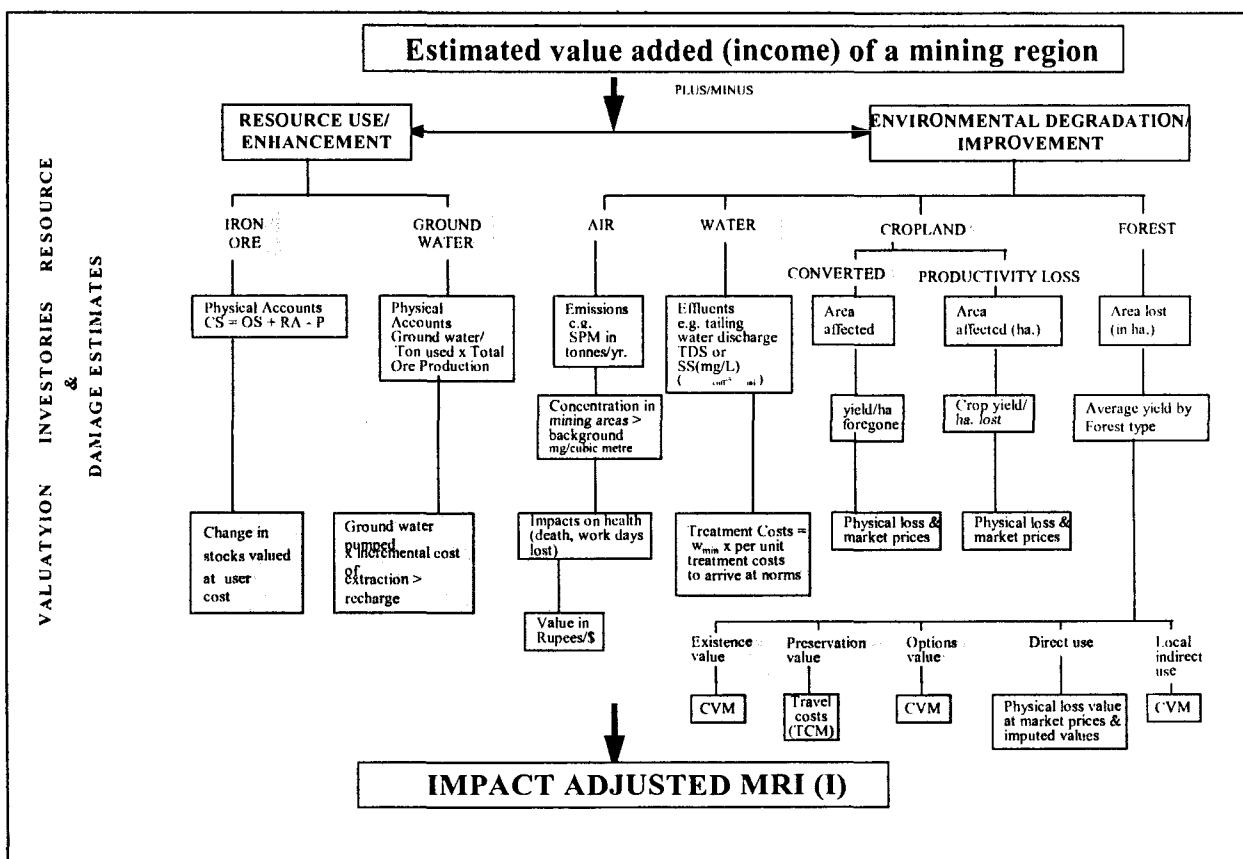 Estimated value added (income) of a mining region
PLUS/MINUS
RESOURCE USE/
ENHANCEMENT
ENVIRONMENTAL DEGRADATION/
IMPROVEMENT
VALUATYION INVESTORIES RESOURCE
&
DAMAGE ESTIMATES
IRON
ORE
GROUND
WATER
AIR
WATER
CROPLAND
FOREST
CONVERTED
PRODUCTIVITY LOSS
Physical Accounts
CS = OS + RA - P
Physical
Accounts
Ground water/
Ton used x Total
Ore Production
Emissions
e.g.
SPM in
tonnes/yr.
Effluents
e.g. tailing
water discharge
TDS or
SS(mg/L)
Area
affected
Area
affected (ha.)
Area lost
(in ha.)
Concentration in
mining areas >
background
mg/cubic metre
yield/ha
foregone
Crop yield/
ha. lost
Average yield by
Forest type
Change in
stocks valued
at user
cost
Ground water
pumped
x incremental cost
of
extraction >
recharge
Impacts on health
(death, work days
lost)
Treatment Costs =
wmin x per unit
treatment costs
to arrive at norms
Physical loss &
market prices
Physical loss &
market prices
Value in
Rupees/$
Existence
value
Preservation
value
Options
value
Direct use
Local
indirect
use
CVM
Travel
costs
(TCM)
CVM
Physical loss value
at market prices &
imputed values
CVM
IMPACT ADJUSTED MRI (I)